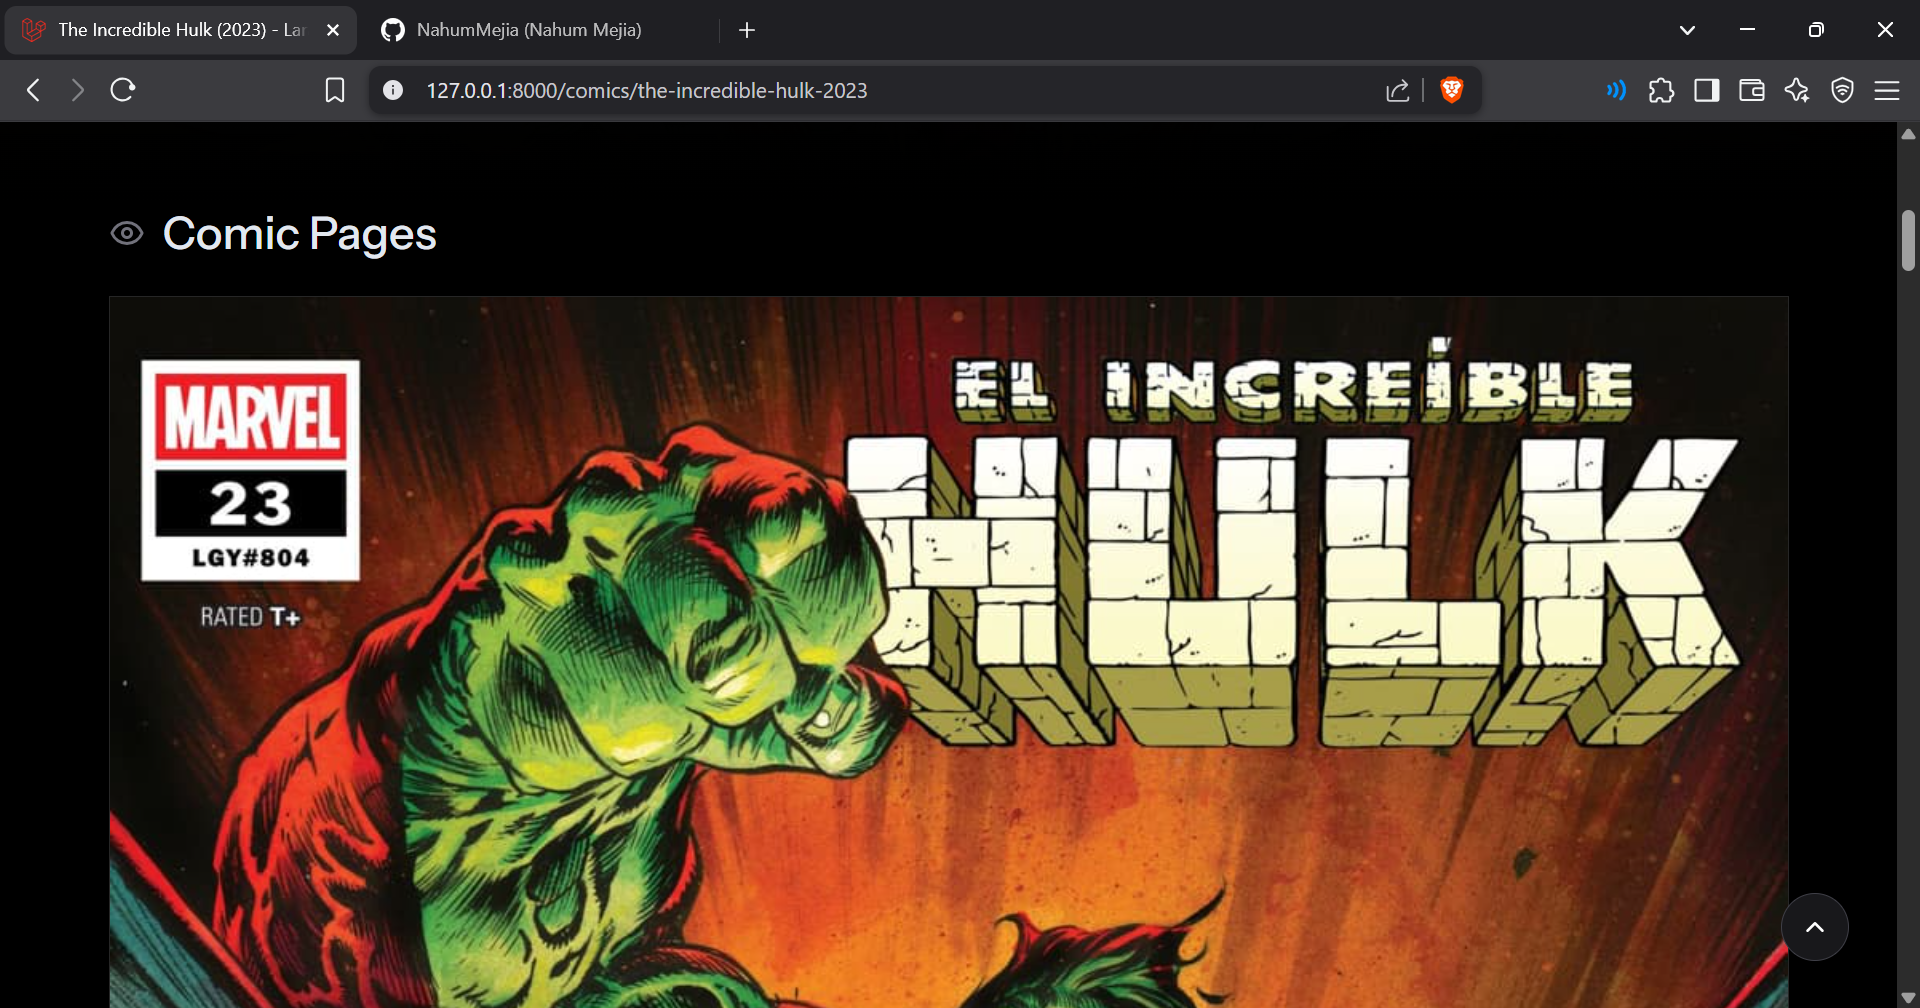 The Incredible Hulk (2023) - La
NahumMejia (Nahum Mejia)
127.0.0.1:8000/comics/the-incredible-hulk-2023
Comic Pages
MARVEL
23
LGY#804
RATED T+
EL INCREÍBLE
HULK